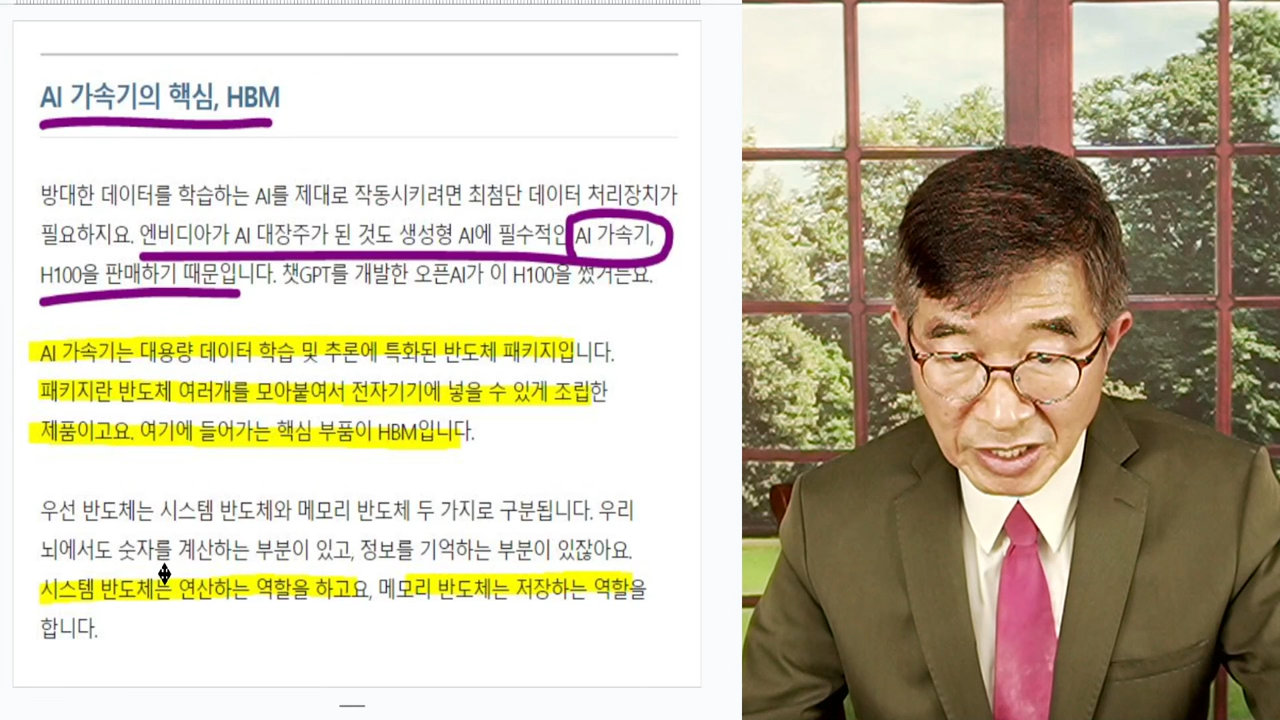 AI 가속기의 핵심, HBM
방대한 데이터를 학습하는 AI를 제대로 작동시키려면 최첨단 데이터 처리장치가
필요하지요. 엔비디아가 AI 대장주가 된 것도 생성형 AI에 필수적인 AI 가속기,
H100을 판매하기 때문입니다. 챗GPT를 개발한 오픈AI가 이 H100을 썼거든요.
AI 가속기는 대용량 데이터 학습 및 추론에 특화된 반도체 패키지입니다.
패키지란 반도체 여러개를 모아붙여서 전자기기에 넣을 수 있게 조립한
제품이고요. 여기에 들어가는 핵심 부품이 HBM입니다.
우선 반도체는 시스템 반도체와 메모리 반도체 두 가지로 구분됩니다. 우리
뇌에서도 숫자를 계산하는 부분이 있고, 정보를 기억하는 부분이 있잖아요.
시스템 반도체는 연산하는 역할을 하고요, 메모리 반도체는 저장하는 역할을
합니다.